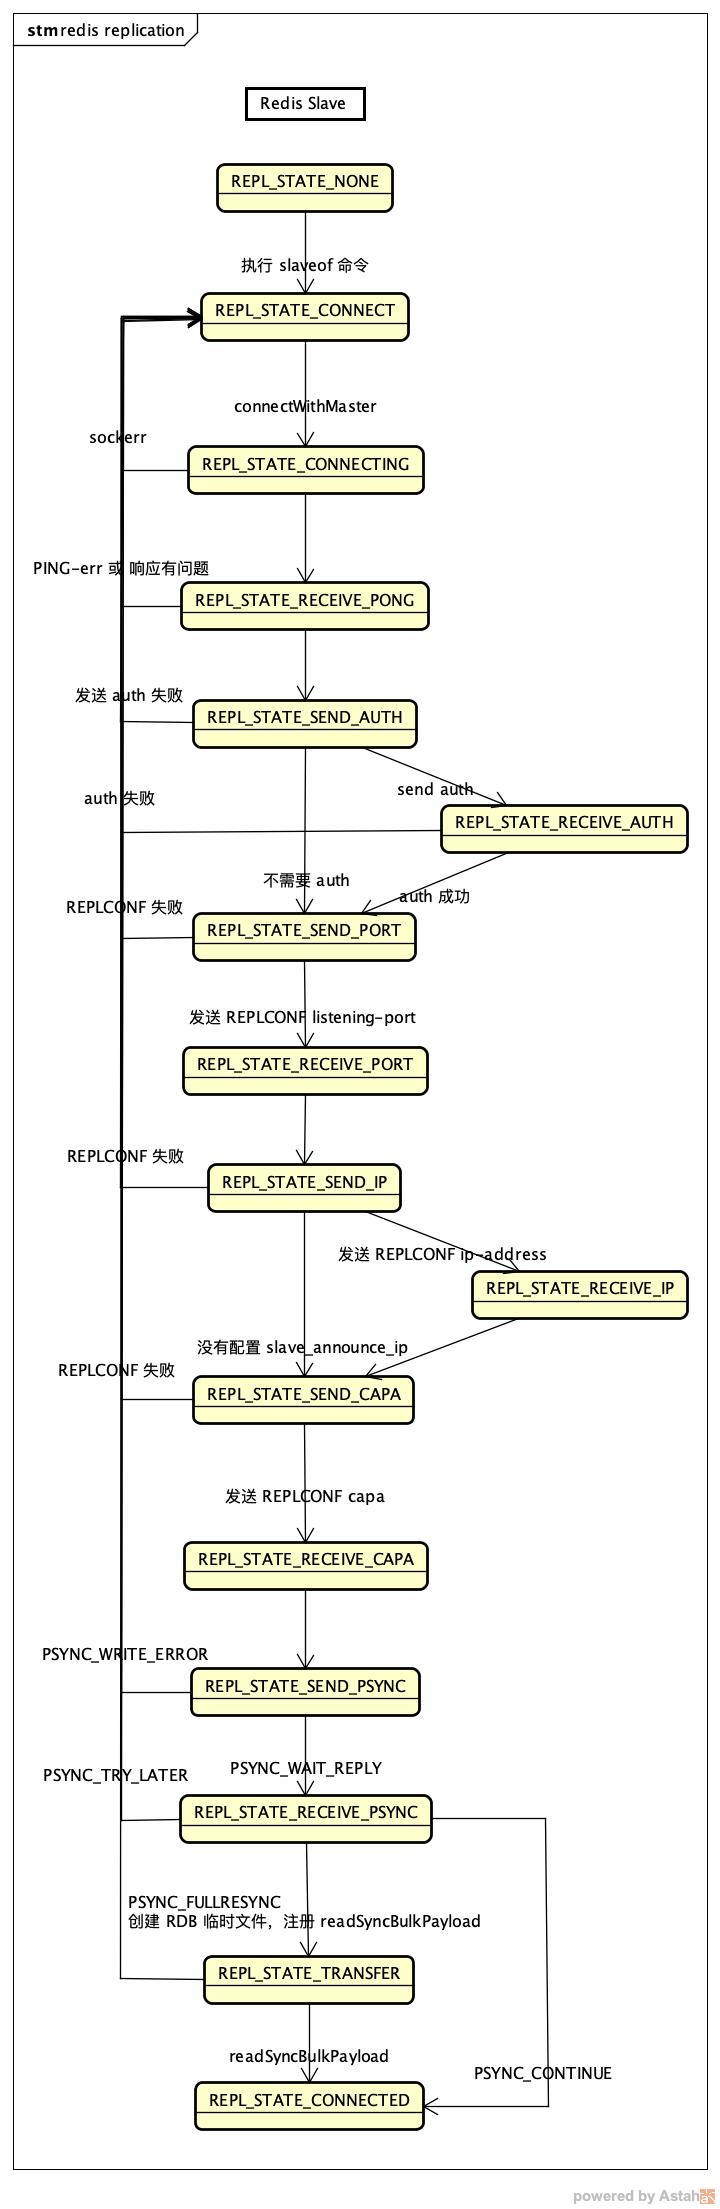 stm redis replication
Redis Slave
REPL_STATE_NONE
执行 slaveof 命令
REPL_STATE_CONNECT
connectWithMaster
sockerr
REPL_STATE_CONNECTING
PING-err 或 响应有问题
REPL_STATE_RECEIVE_PONG
发送 auth 失败
REPL_STATE_SEND_AUTH
send auth
auth 失败
REPL_STATE_RECEIVE_AUTH
不需要 auth
auth 成功
REPLCONF 失败
REPL_STATE_SEND_PORT
发送 REPLCONF listening-port
REPL_STATE_RECEIVE_PORT
REPLCONF 失败
REPL_STATE_SEND_IP
发送 REPLCONF ip-address
REPL_STATE_RECEIVE_IP
没有配置 slave_announce_ip
REPLCONF 失败
REPL_STATE_SEND_CAPA
发送 REPLCONF capa
REPL_STATE_RECEIVE_CAPA
PSYNC_WRITE_ERROR
REPL_STATE_SEND_PSYNC
PSYNC_WAIT_REPLY
PSYNC_TRY_LATER
REPL_STATE_RECEIVE_PSYNC
PSYNC_FULLRESYNC
创建 RDB 临时文件，注册 readSyncBulkPayload
REPL_STATE_TRANSFER
readSyncBulkPayload
PSYNC_CONTINUE
REPL_STATE_CONNECTED
powered by Astah